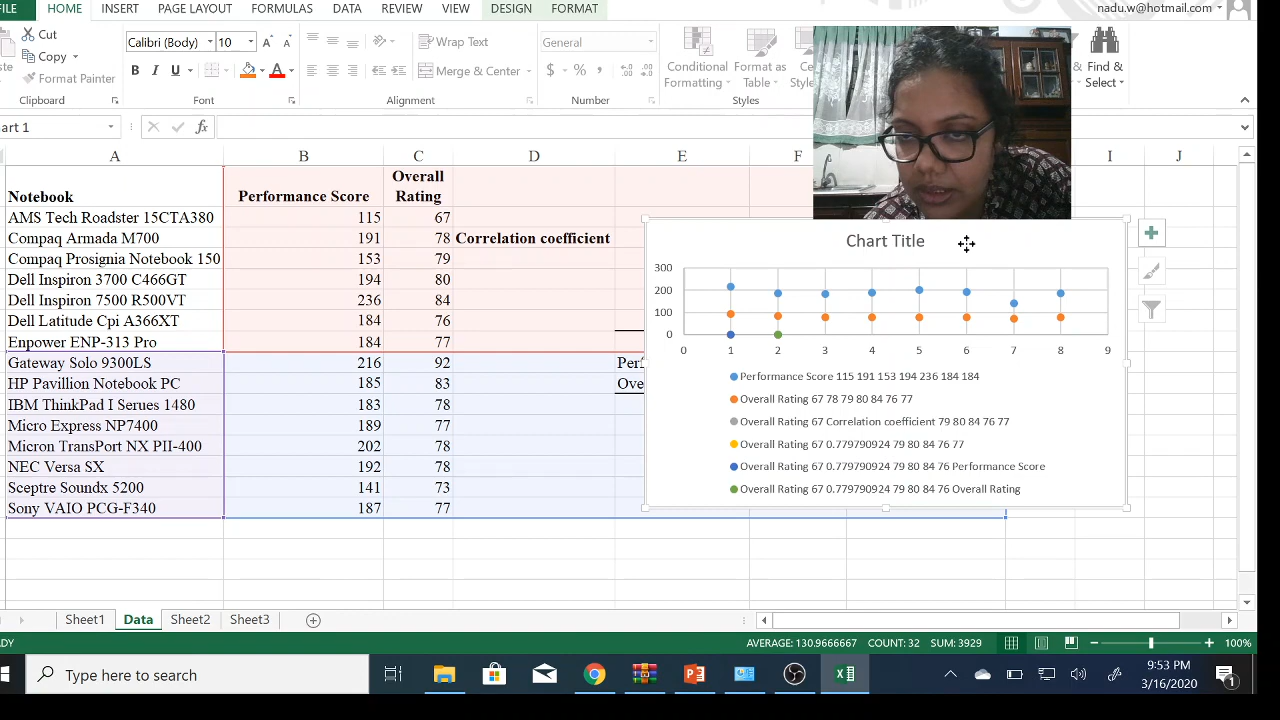 FILE HOME INSERT PAGE LAYOUT FORMULAS DATA REVIEW VIEW DESIGN FORMAT nadu.w@hotmail.com
Cut
Copy
Format Painter
Clipboard
Calibri (Body) 10
B I U A
Font
Wrap Text
Merge & Center
Alignment
General
$ % ,
Number
Conditional
Formatting
Format as
Table
Styles
Find &
Select
art 1
fx
A B C D E F I J
Notebook Performance Score Overall
Rating
AMS Tech Roadster 15CTA380 115 67
Compaq Armada M700 191 78 Correlation coefficient
Compaq Prosignia Notebook 150 153 79
Dell Inspiron 3700 C466GT 194 80
Dell Inspiron 7500 R500VT 236 84
Dell Latitude Cpi A366XT 184 76
Enpower ENP-313 Pro 184 77
Gateway Solo 9300LS 216 92
HP Pavillion Notebook PC 185 83
IBM ThinkPad I Serues 1480 183 78
Micro Express NP7400 189 77
Micron TransPort NX PII-400 202 78
NEC Versa SX 192 78
Sceptre Soundx 5200 141 73
Sony VAIO PCG-F340 187 77
Chart Title
300
200
100
0
0 1 2 3 4 5 6 7 8 9
Performance Score 115 191 153 194 236 184 184
Overall Rating 67 78 79 80 84 76 77
Overall Rating 67 Correlation coefficient 79 80 84 76 77
Overall Rating 67 0.779790924 79 80 84 76 77
Overall Rating 67 0.779790924 79 80 84 76 Performance Score
Overall Rating 67 0.779790924 79 80 84 76 Overall Rating
Sheet1 Data Sheet2 Sheet3
AVERAGE: 130.9666667 COUNT: 32 SUM: 3929 100%
Type here to search
9:53 PM
3/16/2020
1